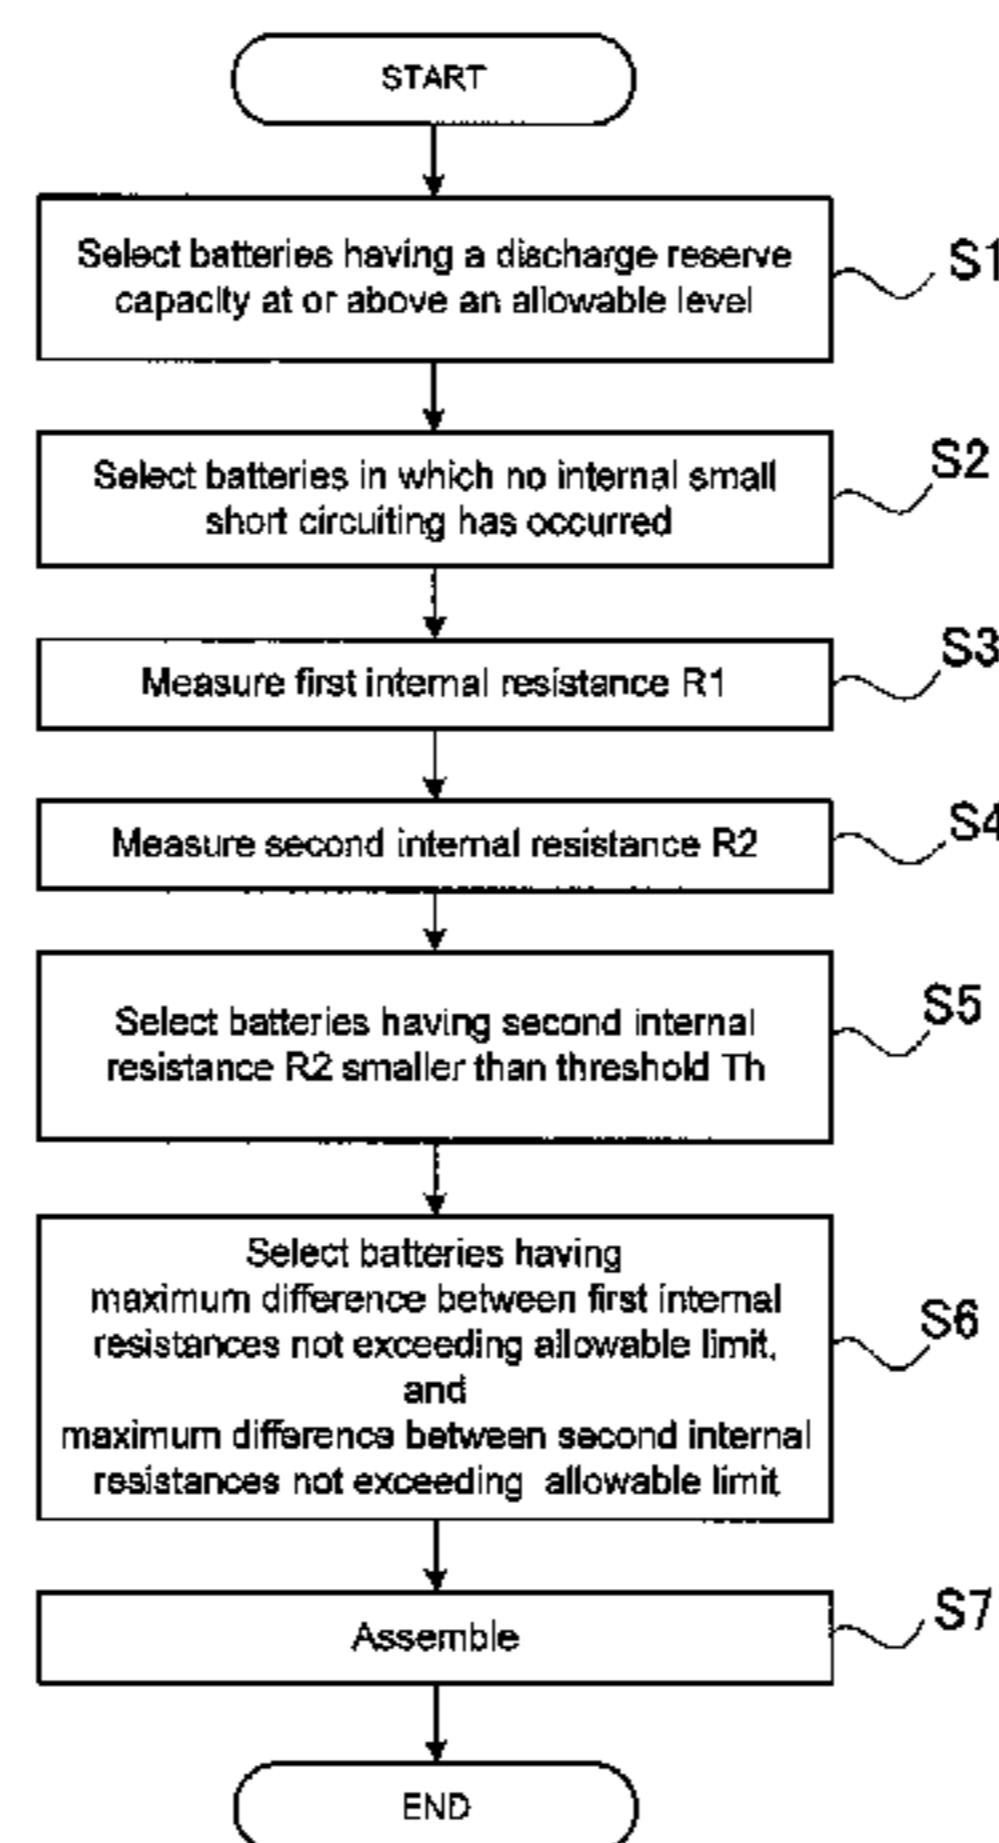 START
Select batteries having a discharge reserve
capacity at or above an allowable level
S1
Select batteries in which no internal small
short circuiting has occurred
S2
Measure first internal resistance R1
S3
Measure second internal resistance R2
S4
Select batteries having second internal
resistance R2 smaller than threshold Th
S5
Select batteries having
maximum difference between first internal
resistances not exceeding allowable limit,
and
maximum difference between second internal
resistances not exceeding allowable limit
S6
Assemble
S7
END